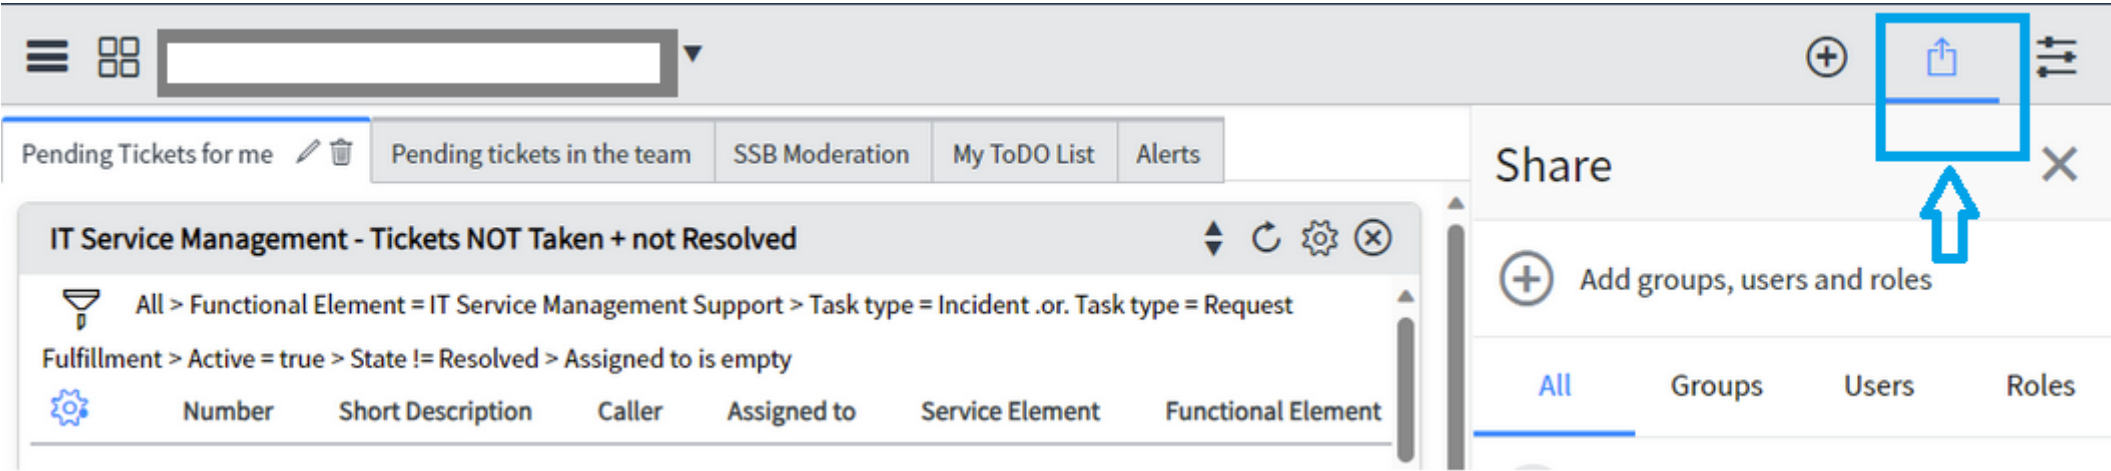 Pending Tickets for me
Pending tickets in the team
SSB Moderation
My ToDO List
Alerts
Share
IT Service Management - Tickets NOT Taken + not Resolved
All > Functional Element = IT Service Management Support > Task type = Incident .or. Task type = Request
Fulfillment > Active = true > State != Resolved > Assigned to is empty
Number Short Description Caller Assigned to Service Element Functional Element
Add groups, users and roles
All Groups Users Roles